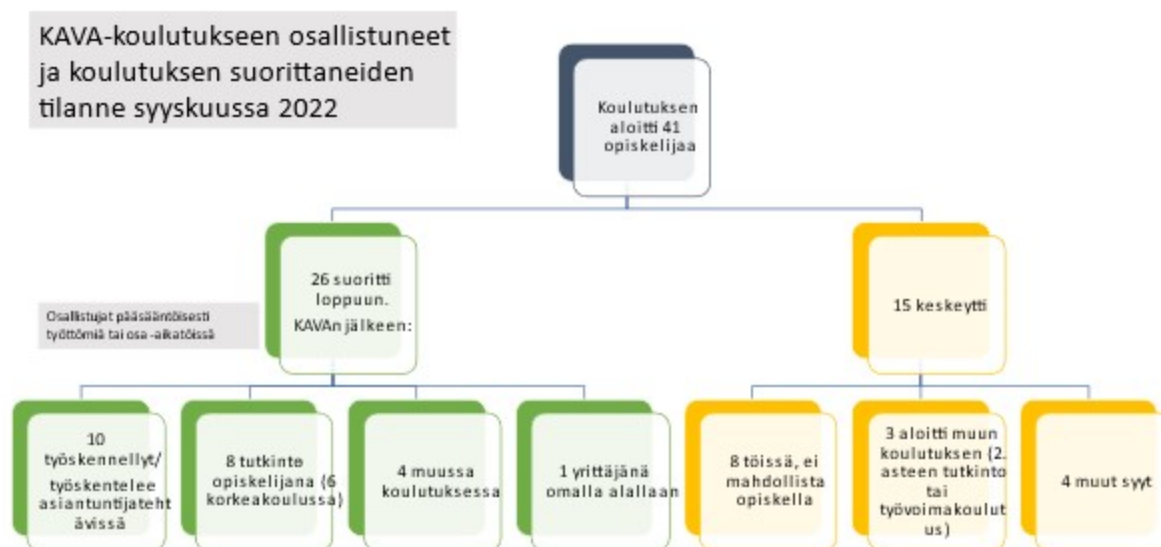 KAVA-koulutukseen osallistuneet
ja koulutuksen suorittaneiden
tilanne syyskuussa 2022
Koulutuksen
aloitti 41
opiskelijaa
26 suoritti
loppuun.
KAVAn jälkeen:
15 keskeytti
Osallistujat pääsääntöisesti
työttömiä tai osa-aikatöissä
10
työskennellyt/
työskentelee
asiantuntijateht
ävissä
8 tutkinto
opiskelijana (6
korkeakoulussa)
4 muussa
koulutuksessa
1 yrittäjänä
omalla alallaan
8 töissä, ei
mahdollista
opiskella
3 aloitti muun
koulutuksen (2.
asteen tutkinto
tai
työvoimakoulut
us)
4 muut syyt